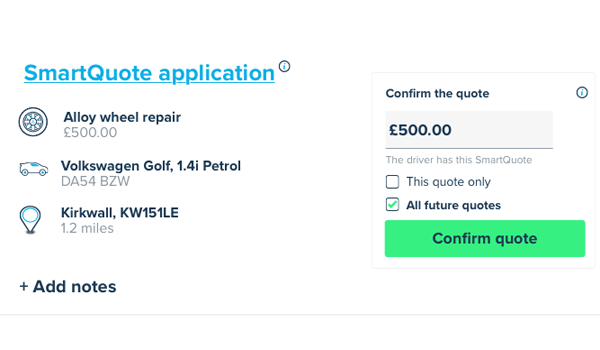 SmartQuote application
Alloy wheel repair
£500.00
Volkswagen Golf, 1.4i Petrol
DA54 BZW
Kirkwall, KW151LE
1.2 miles
+ Add notes
Confirm the quote
£500.00
The driver has this SmartQuote
This quote only
All future quotes
Confirm quote